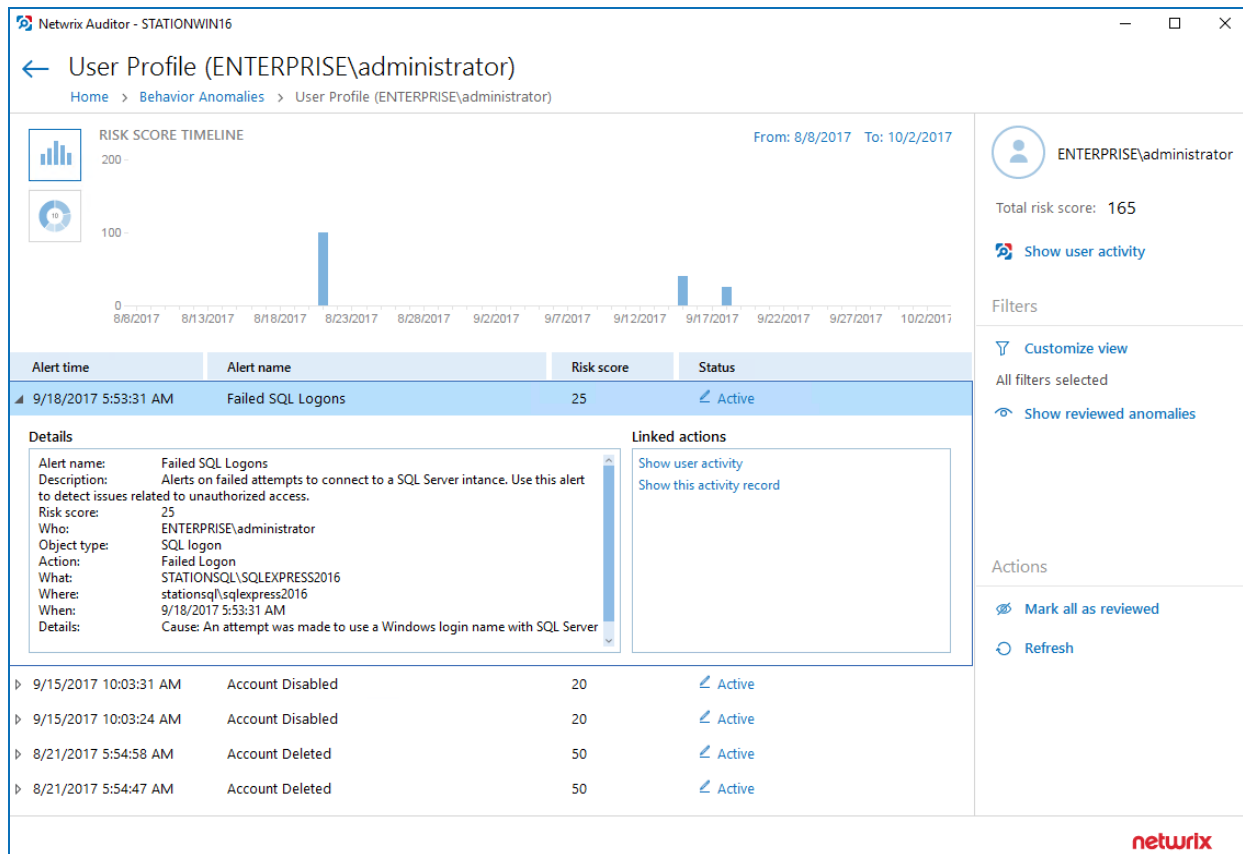 Netwrix Auditor - STATIONWIN16
User Profile (ENTERPRISE\administrator)
Home > Behavior Anomalies > User Profile (ENTERPRISE\administrator)
RISK SCORE TIMELINE
From: 8/8/2017 To: 10/2/2017
200
100
0
10
8/8/2017 8/13/2017 8/18/2017 8/23/2017 8/28/2017 9/2/2017 9/7/2017 9/12/2017 9/17/2017 9/22/2017 9/27/2017 10/2/2017
Alert time Alert name Risk score Status
9/18/2017 5:53:31 AM Failed SQL Logons 25 Active
Details
Alert name: Failed SQL Logons
Description: Alerts on failed attempts to connect to a SQL Server intance. Use this alert
to detect issues related to unauthorized access.
Risk score: 25
Who: ENTERPRISE\administrator
Object type: SQL logon
Action: Failed Logon
What: STATIONSQL\SQLEXPRESS2016
Where: stationsql\sqlexpress2016
When: 9/18/2017 5:53:31 AM
Details: Cause: An attempt was made to use a Windows login name with SQL Server
Linked actions
Show user activity
Show this activity record
9/15/2017 10:03:31 AM Account Disabled 20 Active
9/15/2017 10:03:24 AM Account Disabled 20 Active
8/21/2017 5:54:58 AM Account Deleted 50 Active
8/21/2017 5:54:47 AM Account Deleted 50 Active
ENTERPRISE\administrator
Total risk score: 165
Show user activity
Filters
Customize view
All filters selected
Show reviewed anomalies
Actions
Mark all as reviewed
Refresh
netwrix